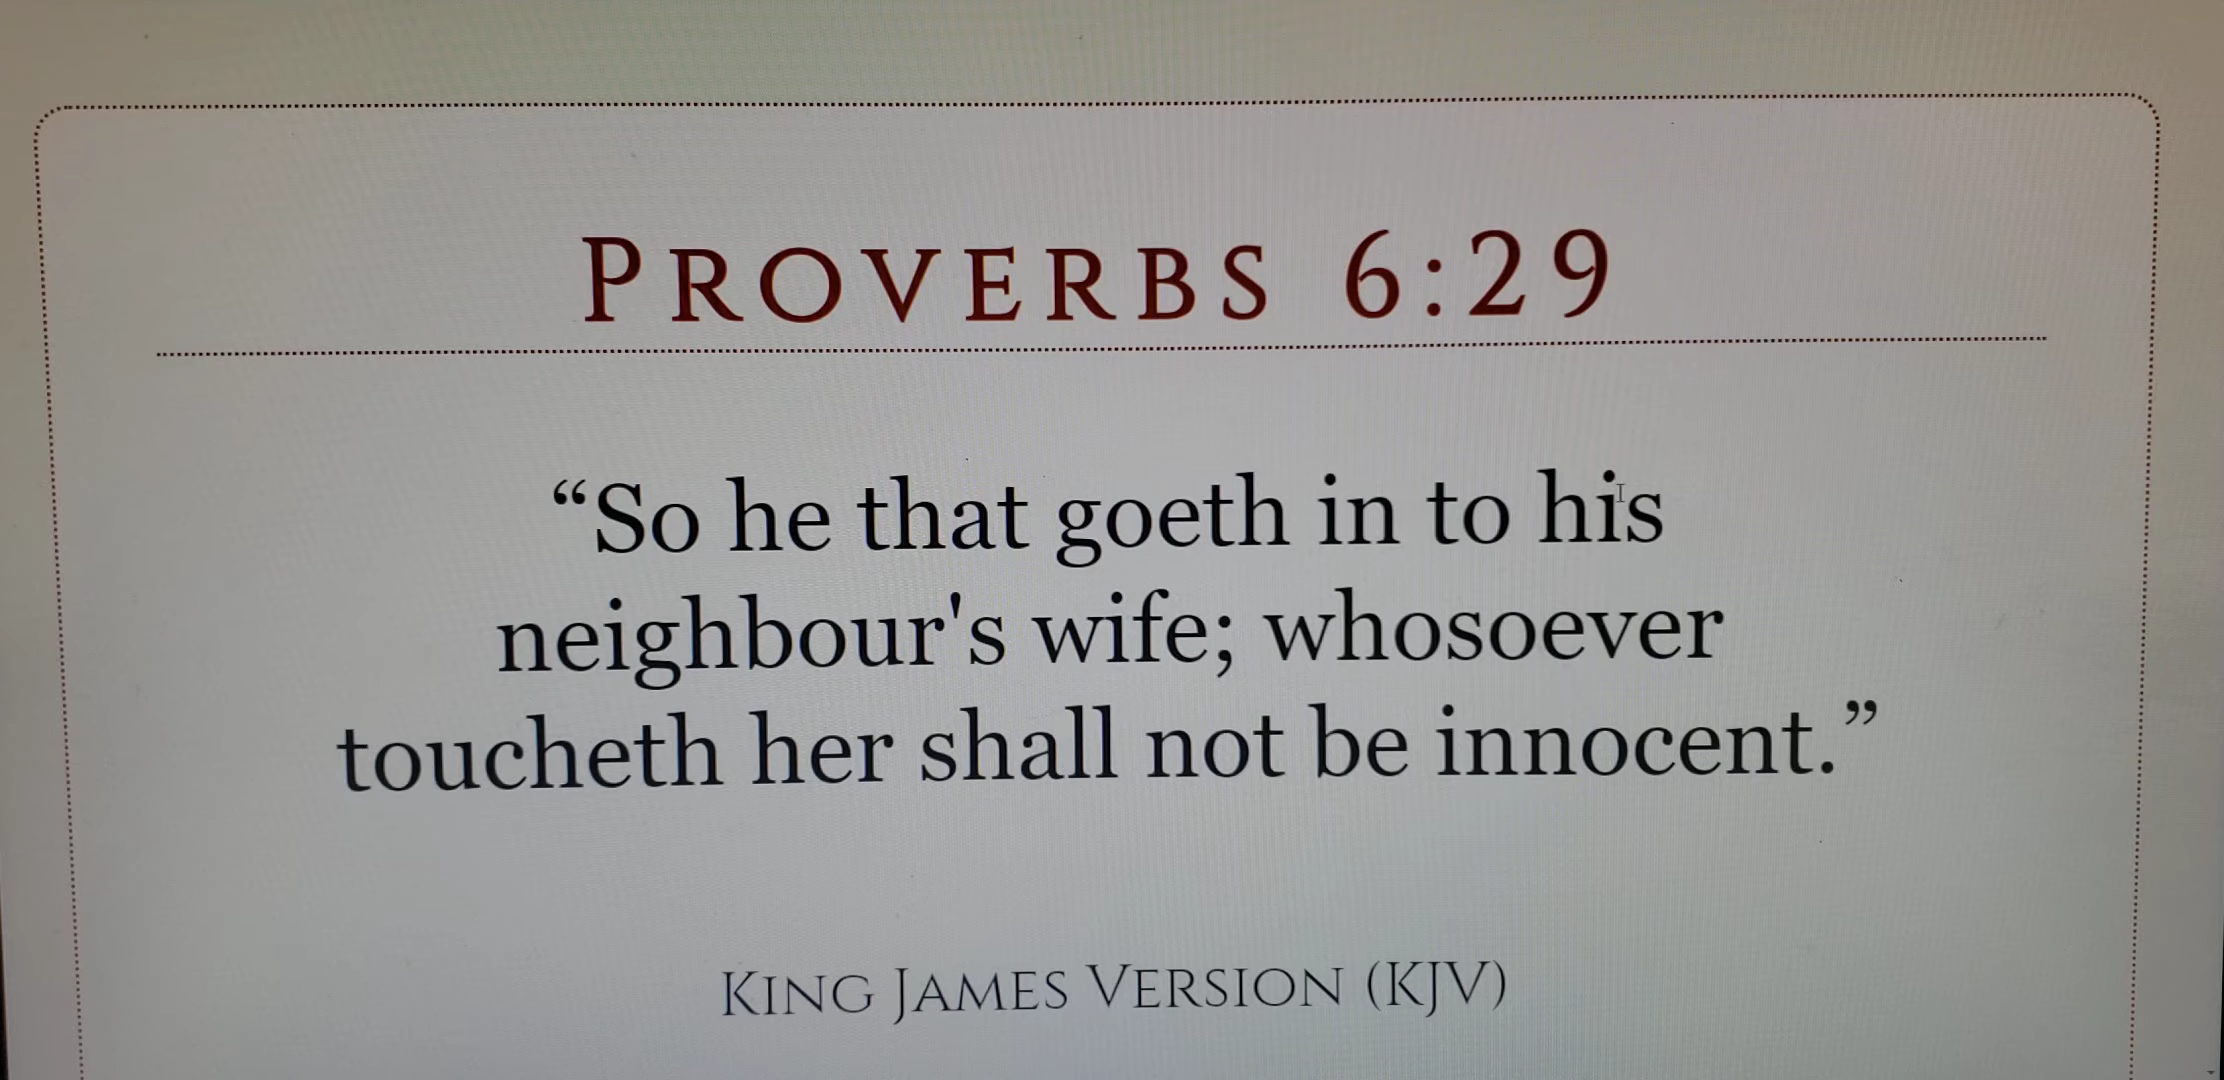 PROVERBS 6:29
“So he that goeth in to his
neighbour's wife; whosoever
toucheth her shall not be innocent.”
KING JAMES VERSION (KJV)